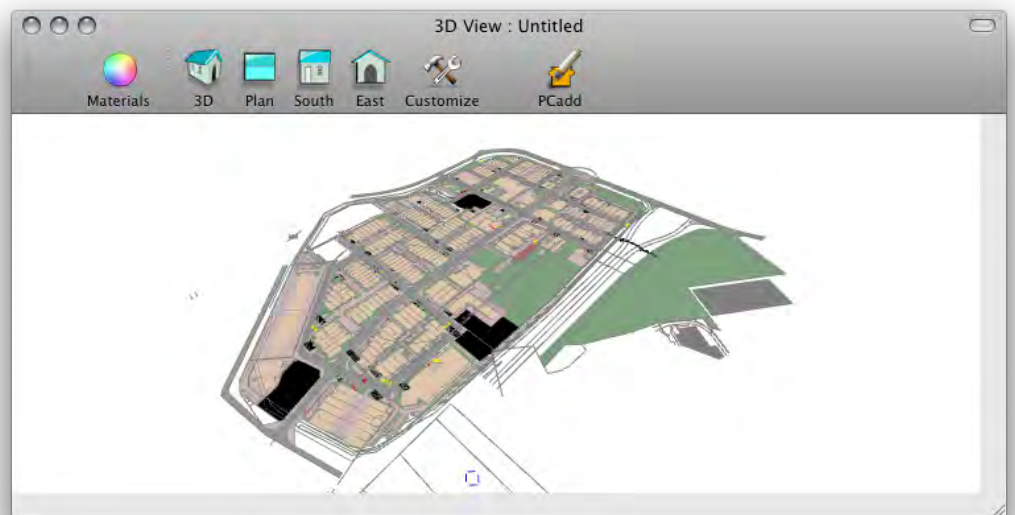 3D View : Untitled
Materials 3D Plan South East Customize PCadd